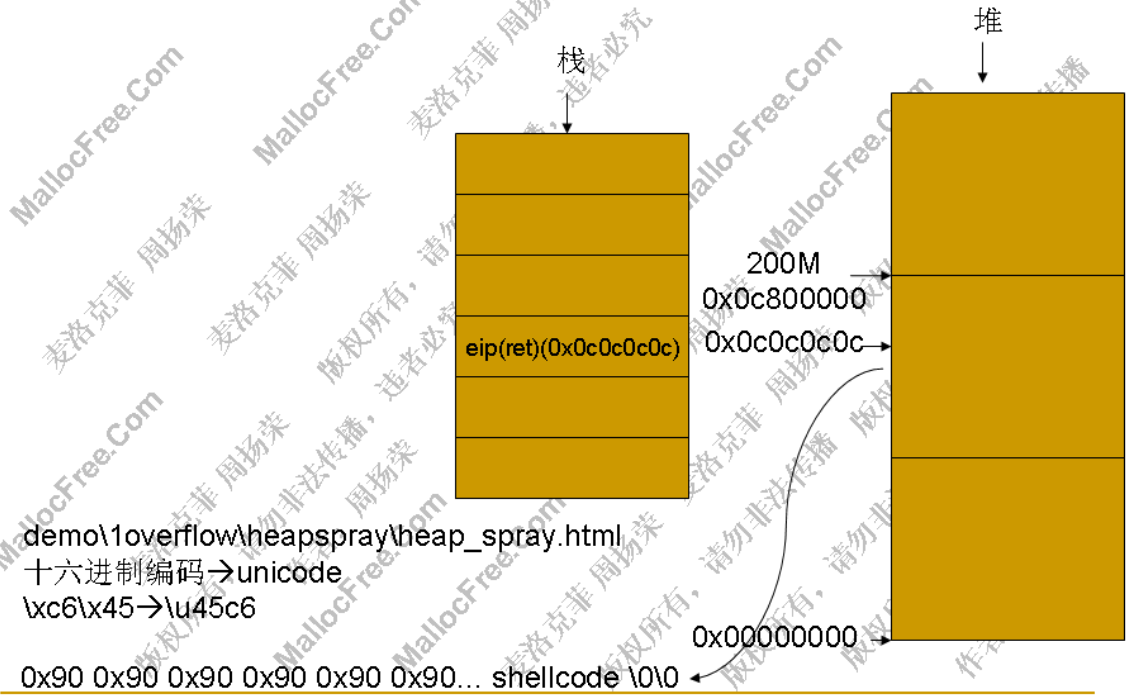 堆
栈
200M
0x0c800000
eip(ret)(0x0c0c0c0c)
0x0c0c0c0c
demo\1overflow\heapspray\heap_spray.html
十六进制编码→unicode
\xc6\x45→\u45c6
0x00000000
0x90 0x90 0x90 0x90 0x90 0x90... shellcode \0\0
MallocFree.Com
麦洛克菲 周扬荣
版权所有，请勿非法传播，违者必究